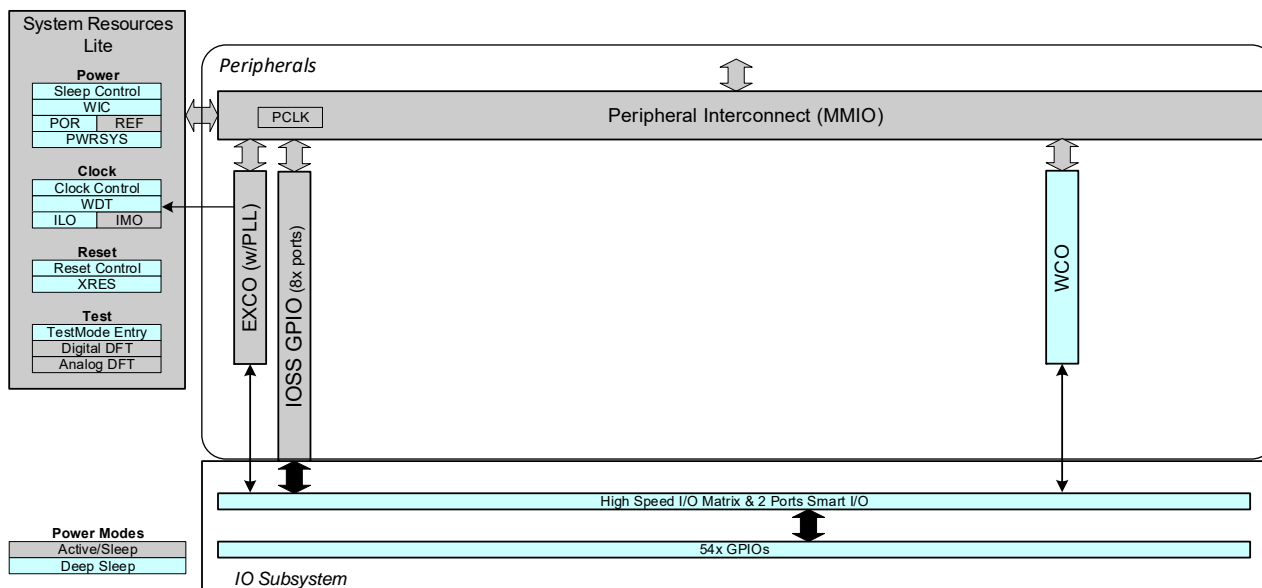 System Resources
Lite
Power
Sleep Control
WIC
POR REF
PWRSYS
Clock
Clock Control
WDT
ILO IMO
Reset
Reset Control
XRES
Test
TestMode Entry
Digital DFT
Analog DFT
Power Modes
Active/Sleep
Deep Sleep
Peripherals
PCLK
Peripheral Interconnect (MMIO)
EXCO (w/PLL)
IOSS GPIO (8x ports)
WCO
High Speed I/O Matrix & 2 Ports Smart I/O
54x GPIOs
IO Subsystem